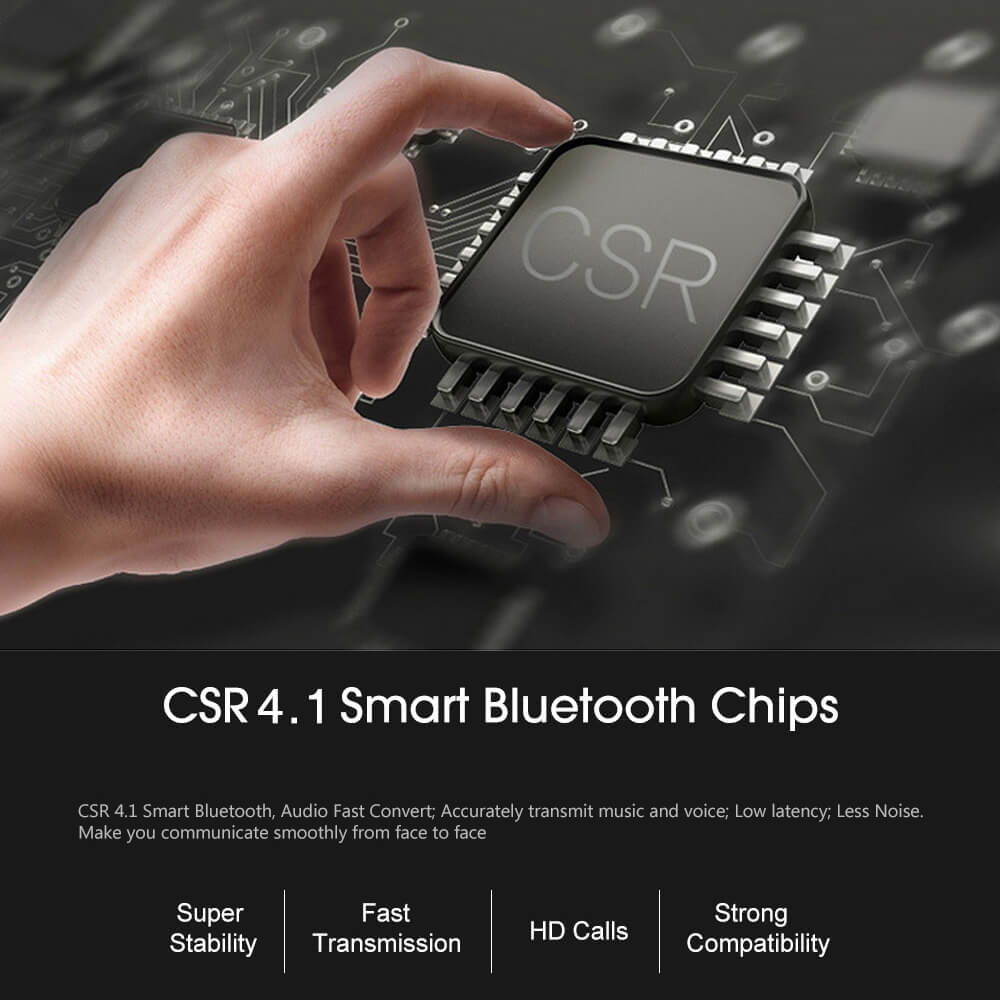 CSR
CSR 4.1 Smart Bluetooth Chips
CSR 4.1 Smart Bluetooth, Audio Fast Convert; Accurately transmit music and voice; Low latency; Less Noise.
Make you communicate smoothly from face to face
Super
Stability
Fast
Transmission
HD Calls
Strong
Compatibility